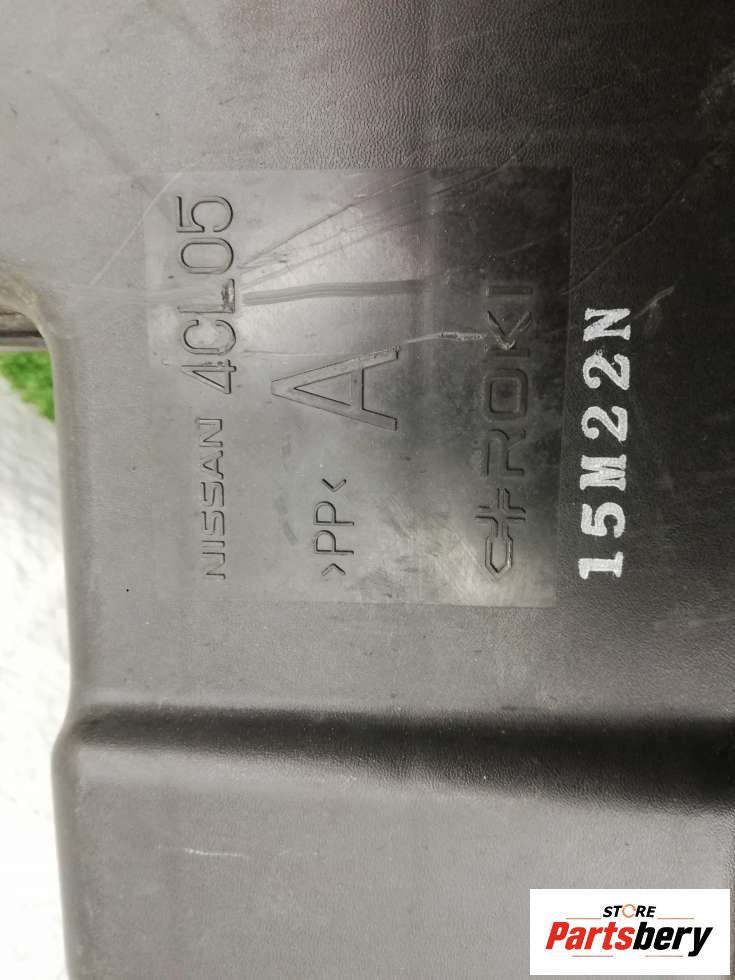 NISSAN 4CL05
A
>PP<
ROKI
15M22N
STORE
Partsbery